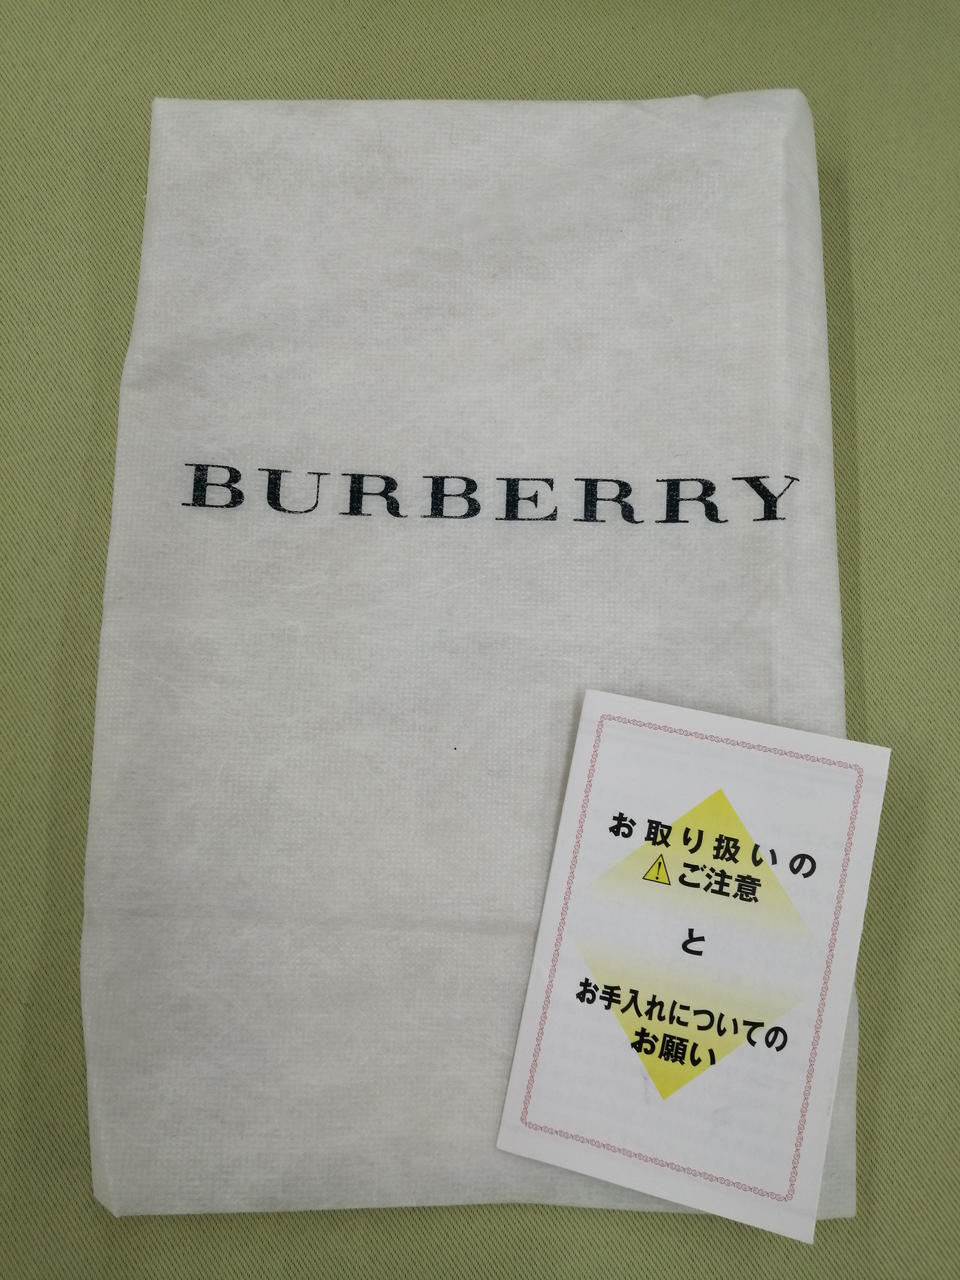 BURBERRY
お取り扱いの
ご注意
と
お手入れについての
お願い